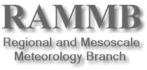 RAMMB
Regional and Mesoscale
Meteorology Branch